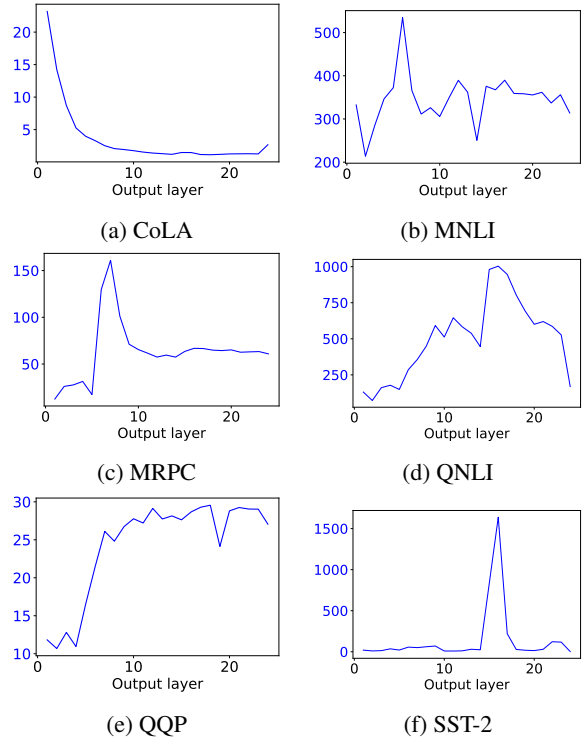 20
15
10
5
0 10 20
Output layer
(a) CoLA
500
400
300
200
0 10 20
Output layer
(b) MNLI
150
100
50
0 10 20
Output layer
(c) MRPC
1000
750
500
250
0 10 20
Output layer
(d) QNLI
30
25
20
15
10
0 10 20
Output layer
(e) QQP
1500
1000
500
0
0 10 20
Output layer
(f) SST-2